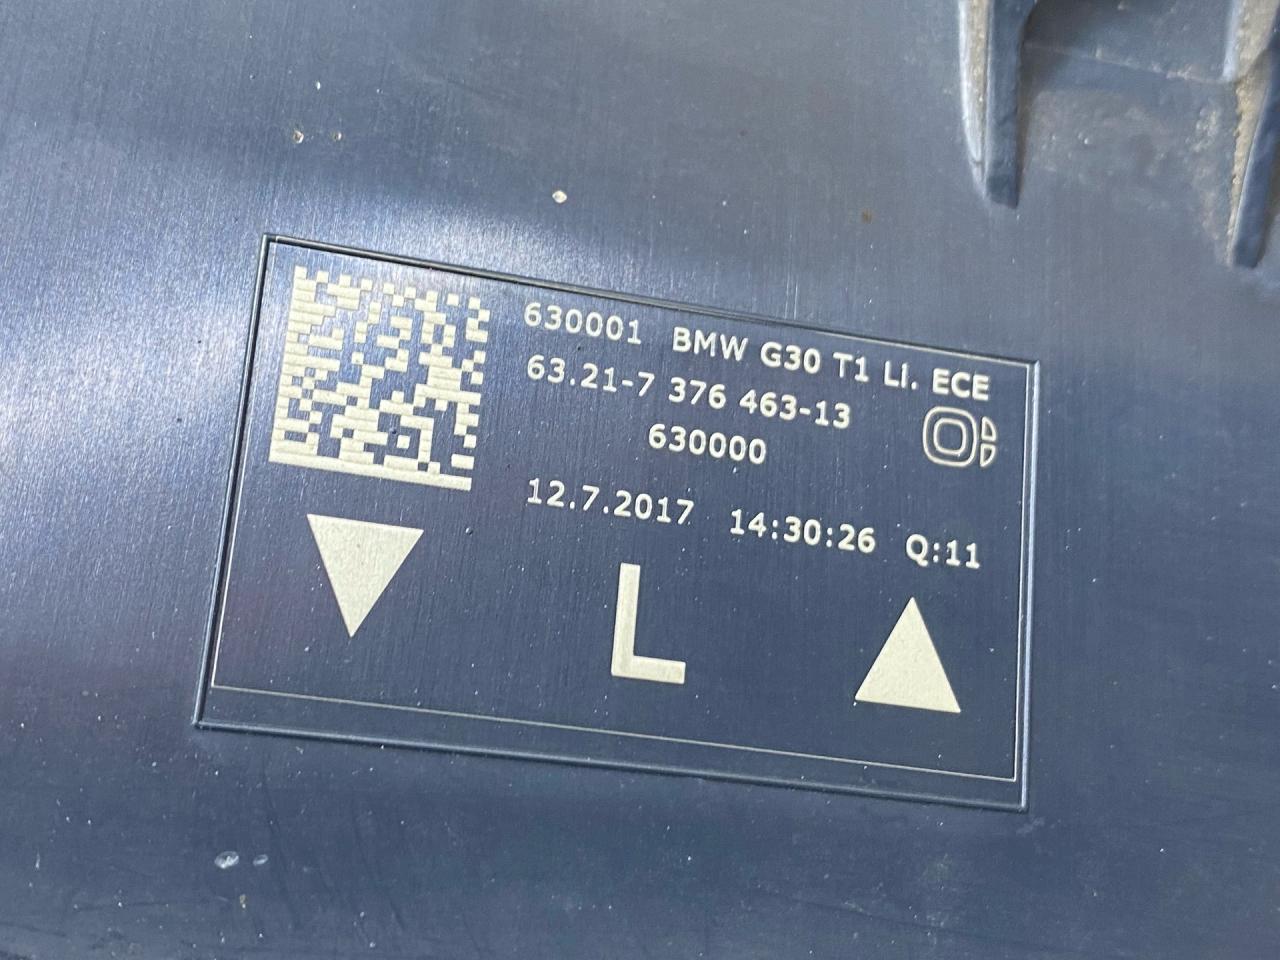 630001 BMW G30 T1 Li. ECE
63.21-7 376 463-13
630000
12.7.2017 14:30:26 Q:11
L